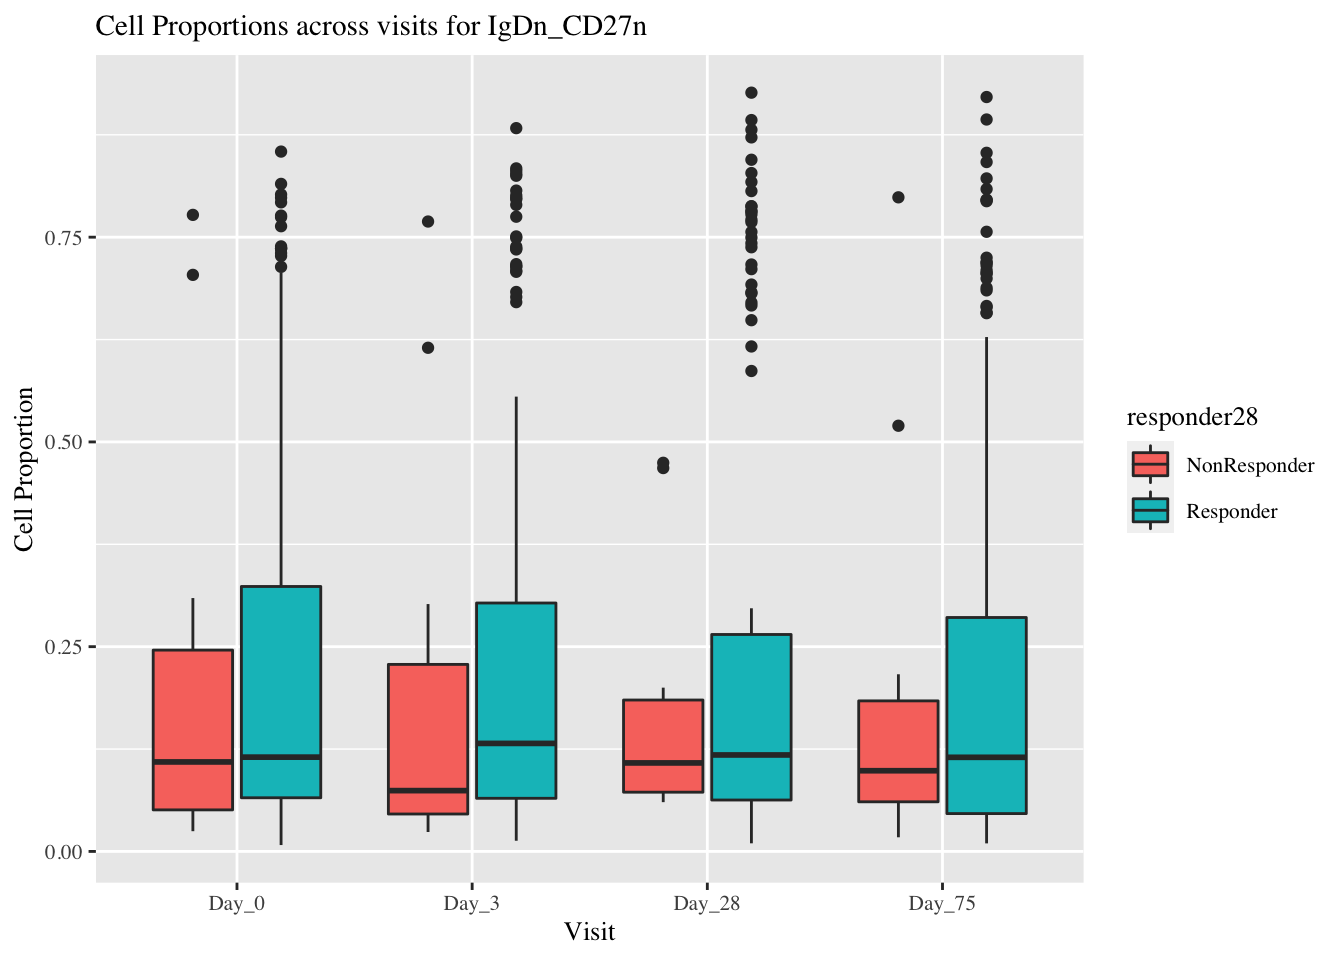 Cell Proportions across visits for IgDn_CD27n
Cell Proportion
0.75
0.50
0.25
0.00
Day_0
Day_3
Day_28
Day_75
Visit
responder28
NonResponder
Responder